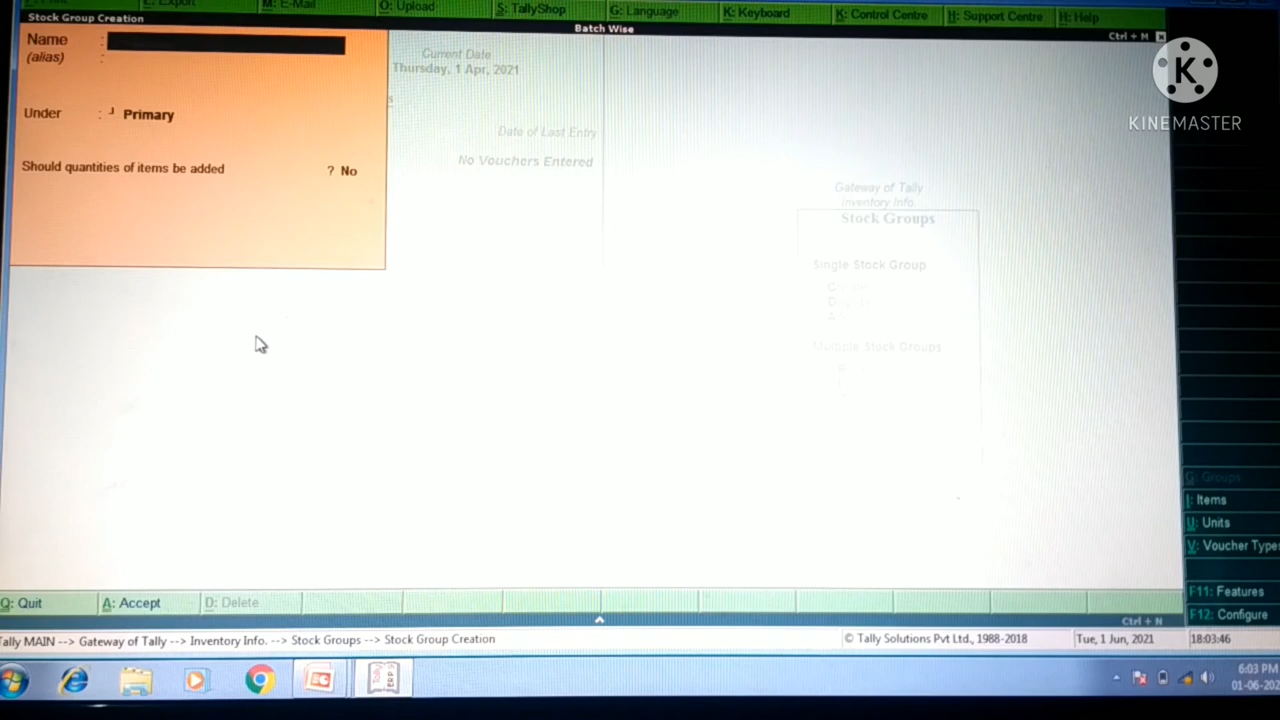 P: Print E: Export M: E-Mail O: Upload S: TallyShop G: Language K: Keyboard K: Control Centre H: Support Centre H: Help
Stock Group Creation
Batch Wise
Ctrl + M
Name :
(alias) :
Under : ┘ Primary
Should quantities of items be added ? No
Current Date
Thursday, 1 Apr, 2021
Date of Last Entry
No Vouchers Entered
K
KINEMASTER
Gateway of Tally
Inventory Info.
Stock Groups
Single Stock Group
Multiple Stock Groups
G: Groups
I: Items
U: Units
V: Voucher Types
F11: Features
F12: Configure
Q: Quit A: Accept D: Delete
Ctrl + N
Tally MAIN --> Gateway of Tally --> Inventory Info. --> Stock Groups --> Stock Group Creation
© Tally Solutions Pvt Ltd., 1988-2018
Tue, 1 Jun, 2021
18:03:46
6:03 PM
01-06-202